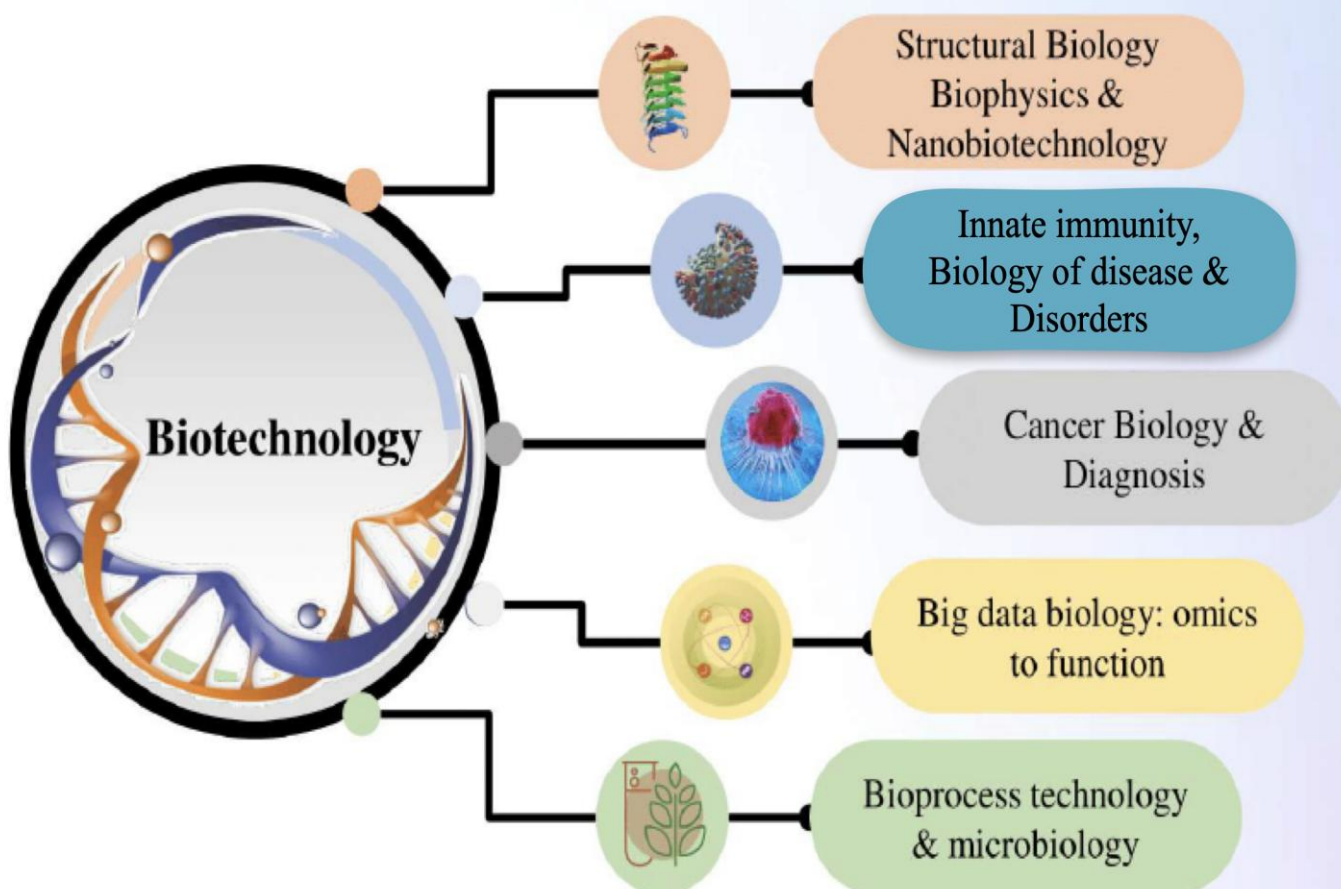 Structural Biology
Biophysics &
Nanobiotechnology
Innate immunity,
Biology of disease &
Disorders
Biotechnology
Cancer Biology &
Diagnosis
Big data biology: omics
to function
Bioprocess technology
& microbiology